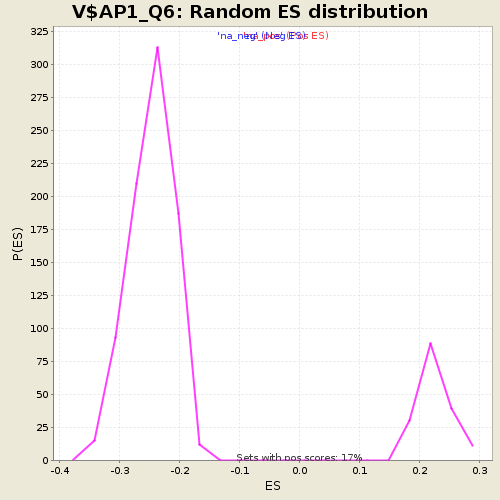 V$AP1_Q6: Random ES distribution
(Pos ES)
P(ES)
325
300
275
250
225
200
175
150
125
100
75
50
25
0
Sets with pos scores: 17%
-0.4 -0.3 -0.2 -0.1 0.0 0.1 0.2 0.3
ES